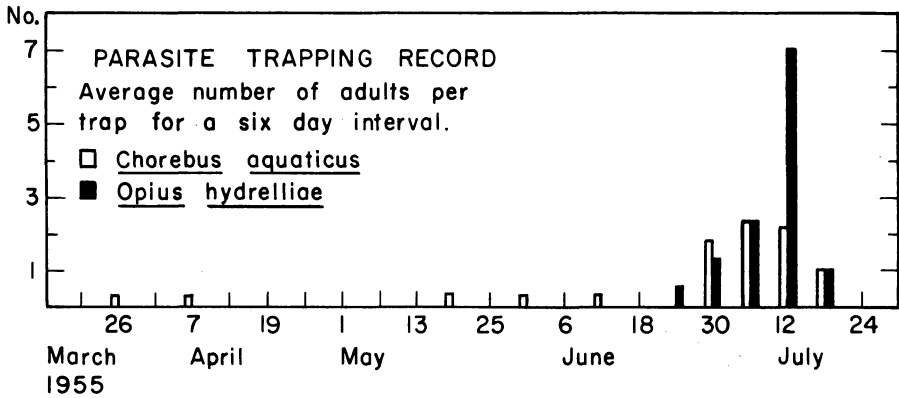 No.
7
5
3
1
PARASITE TRAPPING RECORD
Average number of adults per
trap for a six day interval.
Chorebus aquaticus
Opius hydrelliae
26 7 19 1 13 25 6 18 30 12 24
March April May June July
1955